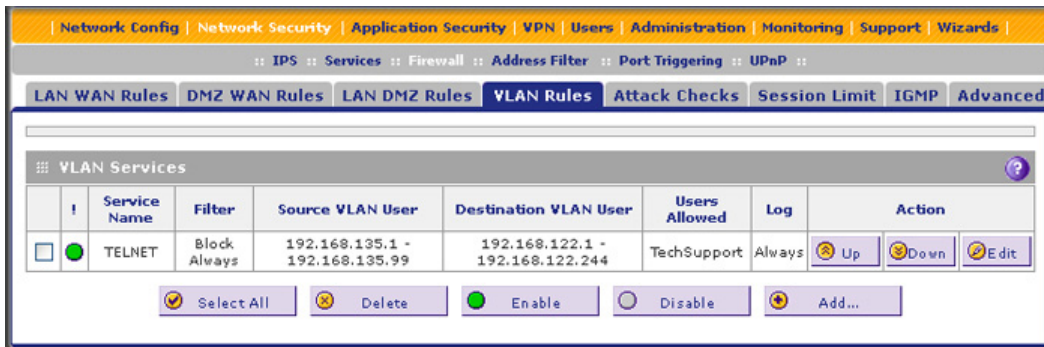 | Network Config | Network Security | Application Security | VPN | Users | Administration | Monitoring | Support | Wizards |
:: IPS :: Services :: Firewall :: Address Filter :: Port Triggering :: UPnP ::
LAN WAN Rules DMZ WAN Rules LAN DMZ Rules VLAN Rules Attack Checks Session Limit IGMP Advanced
VLAN Services ?
! Service Name Filter Source VLAN User Destination VLAN User Users Allowed Log Action
TELNET Block Always 192.168.135.1 - 192.168.135.99 192.168.122.1 - 192.168.122.244 TechSupport Always Up Down Edit
Select All Delete Enable Disable Add...